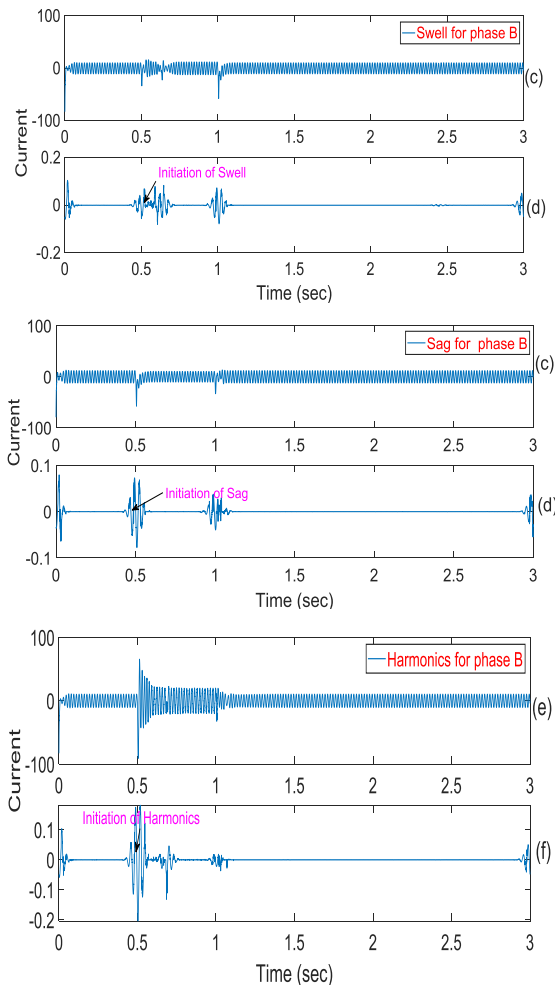 100
Swell for phase B
0
(c)
-100
0 0.5 1 1.5 2 2.5 3
Current
0.2
Initiation of Swell
0
(d)
-0.2
0 0.5 1 1.5 2 2.5 3
Time (sec)
100
Sag for phase B
(c)
0
-100
0 0.5 1 1.5 2 2.5 3
Current
0.1
Initiation of Sag
0
(d)
-0.1
0 0.5 1 1.5 2 2.5 3
Time (sec)
100
Harmonics for phase B
0
(e)
-100
0 0.5 1 1.5 2 2.5 3
Current
Initiation of Harmonics
0.1
0
(f)
-0.1
-0.2
0 0.5 1 1.5 2 2.5 3
Time (sec)